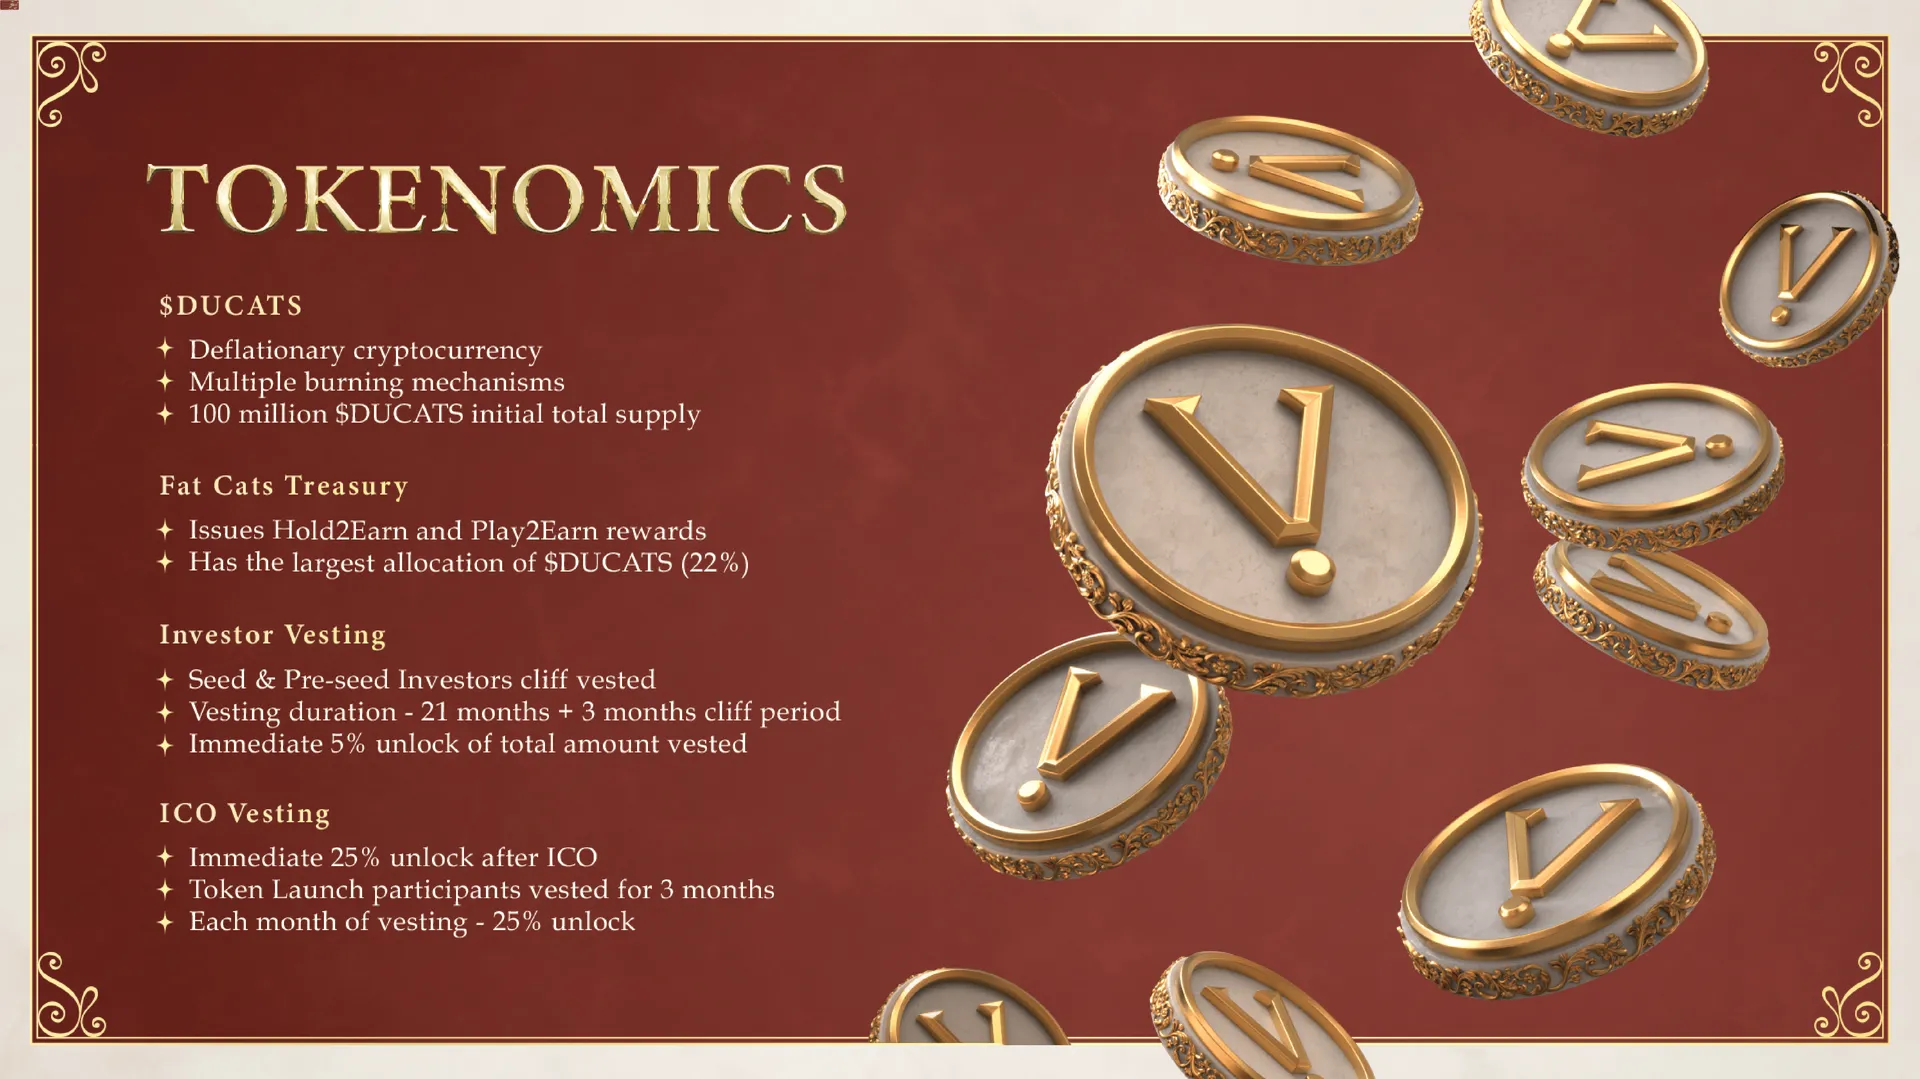 TOKENOMICS
$DUCATS
Deflationary cryptocurrency
Multiple burning mechanisms
100 million $DUCATS initial total supply
Fat Cats Treasury
Issues Hold2Earn and Play2Earn rewards
Has the largest allocation of $DUCATS (22%)
Investor Vesting
Seed & Pre-seed Investors cliff vested
Vesting duration - 21 months + 3 months cliff period
Immediate 5% unlock of total amount vested
ICO Vesting
Immediate 25% unlock after ICO
Token Launch participants vested for 3 months
Each month of vesting - 25% unlock
V.
V.
V.
V.
V.
V.
V.
V.
V
V